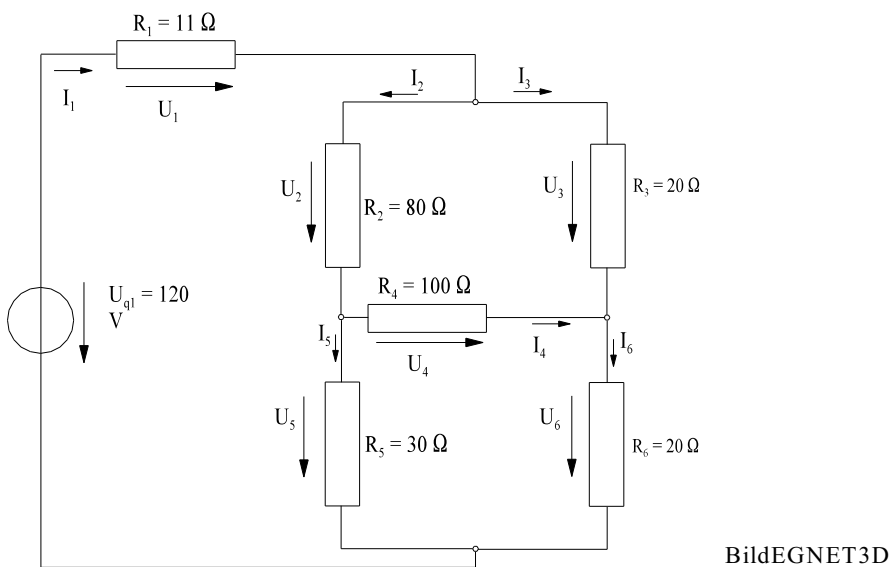 R₁ = 11 Ω
I₁
U₁
I₂
I₃
U₂
R₂ = 80 Ω
U₃
R₃ = 20 Ω
U_q1 = 120
V
R₄ = 100 Ω
I₅
U₄
I₄
I₆
U₅
R₅ = 30 Ω
U₆
R₆ = 20 Ω
BildEGNET3D